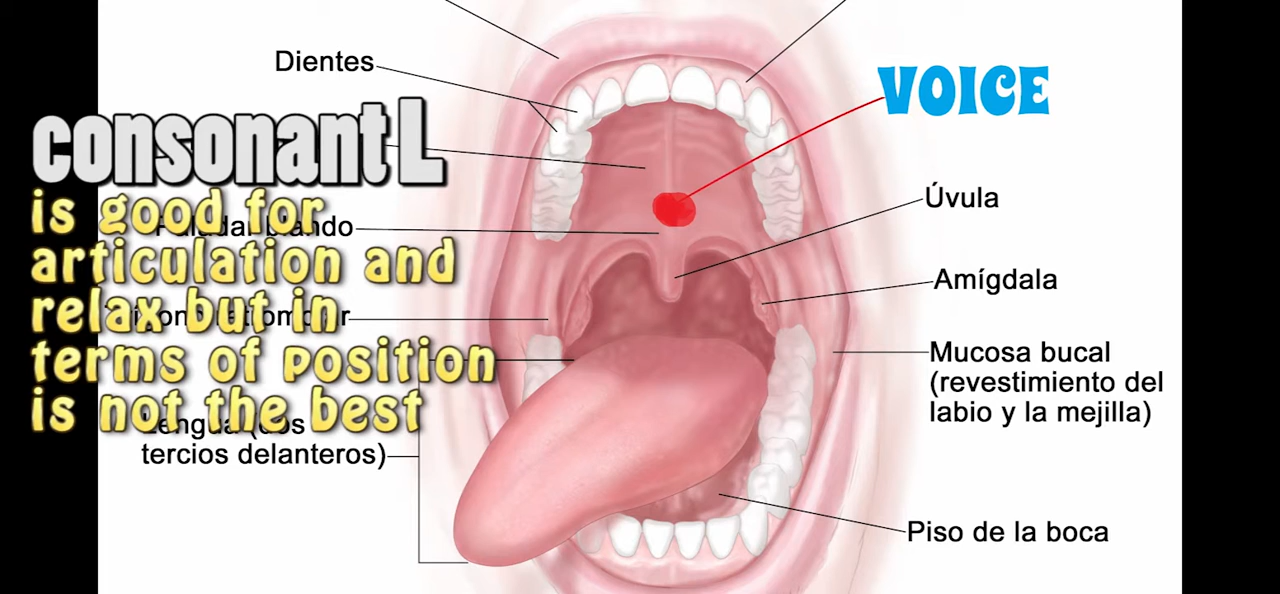 Dientes
VOICE
consonant L
is good for
articulation and
relax but in
terms of position
is not the best
Úvula
Amígdala
Mucosa bucal
(revestimiento del
labio y la mejilla)
tercios delanteros)
Piso de la boca